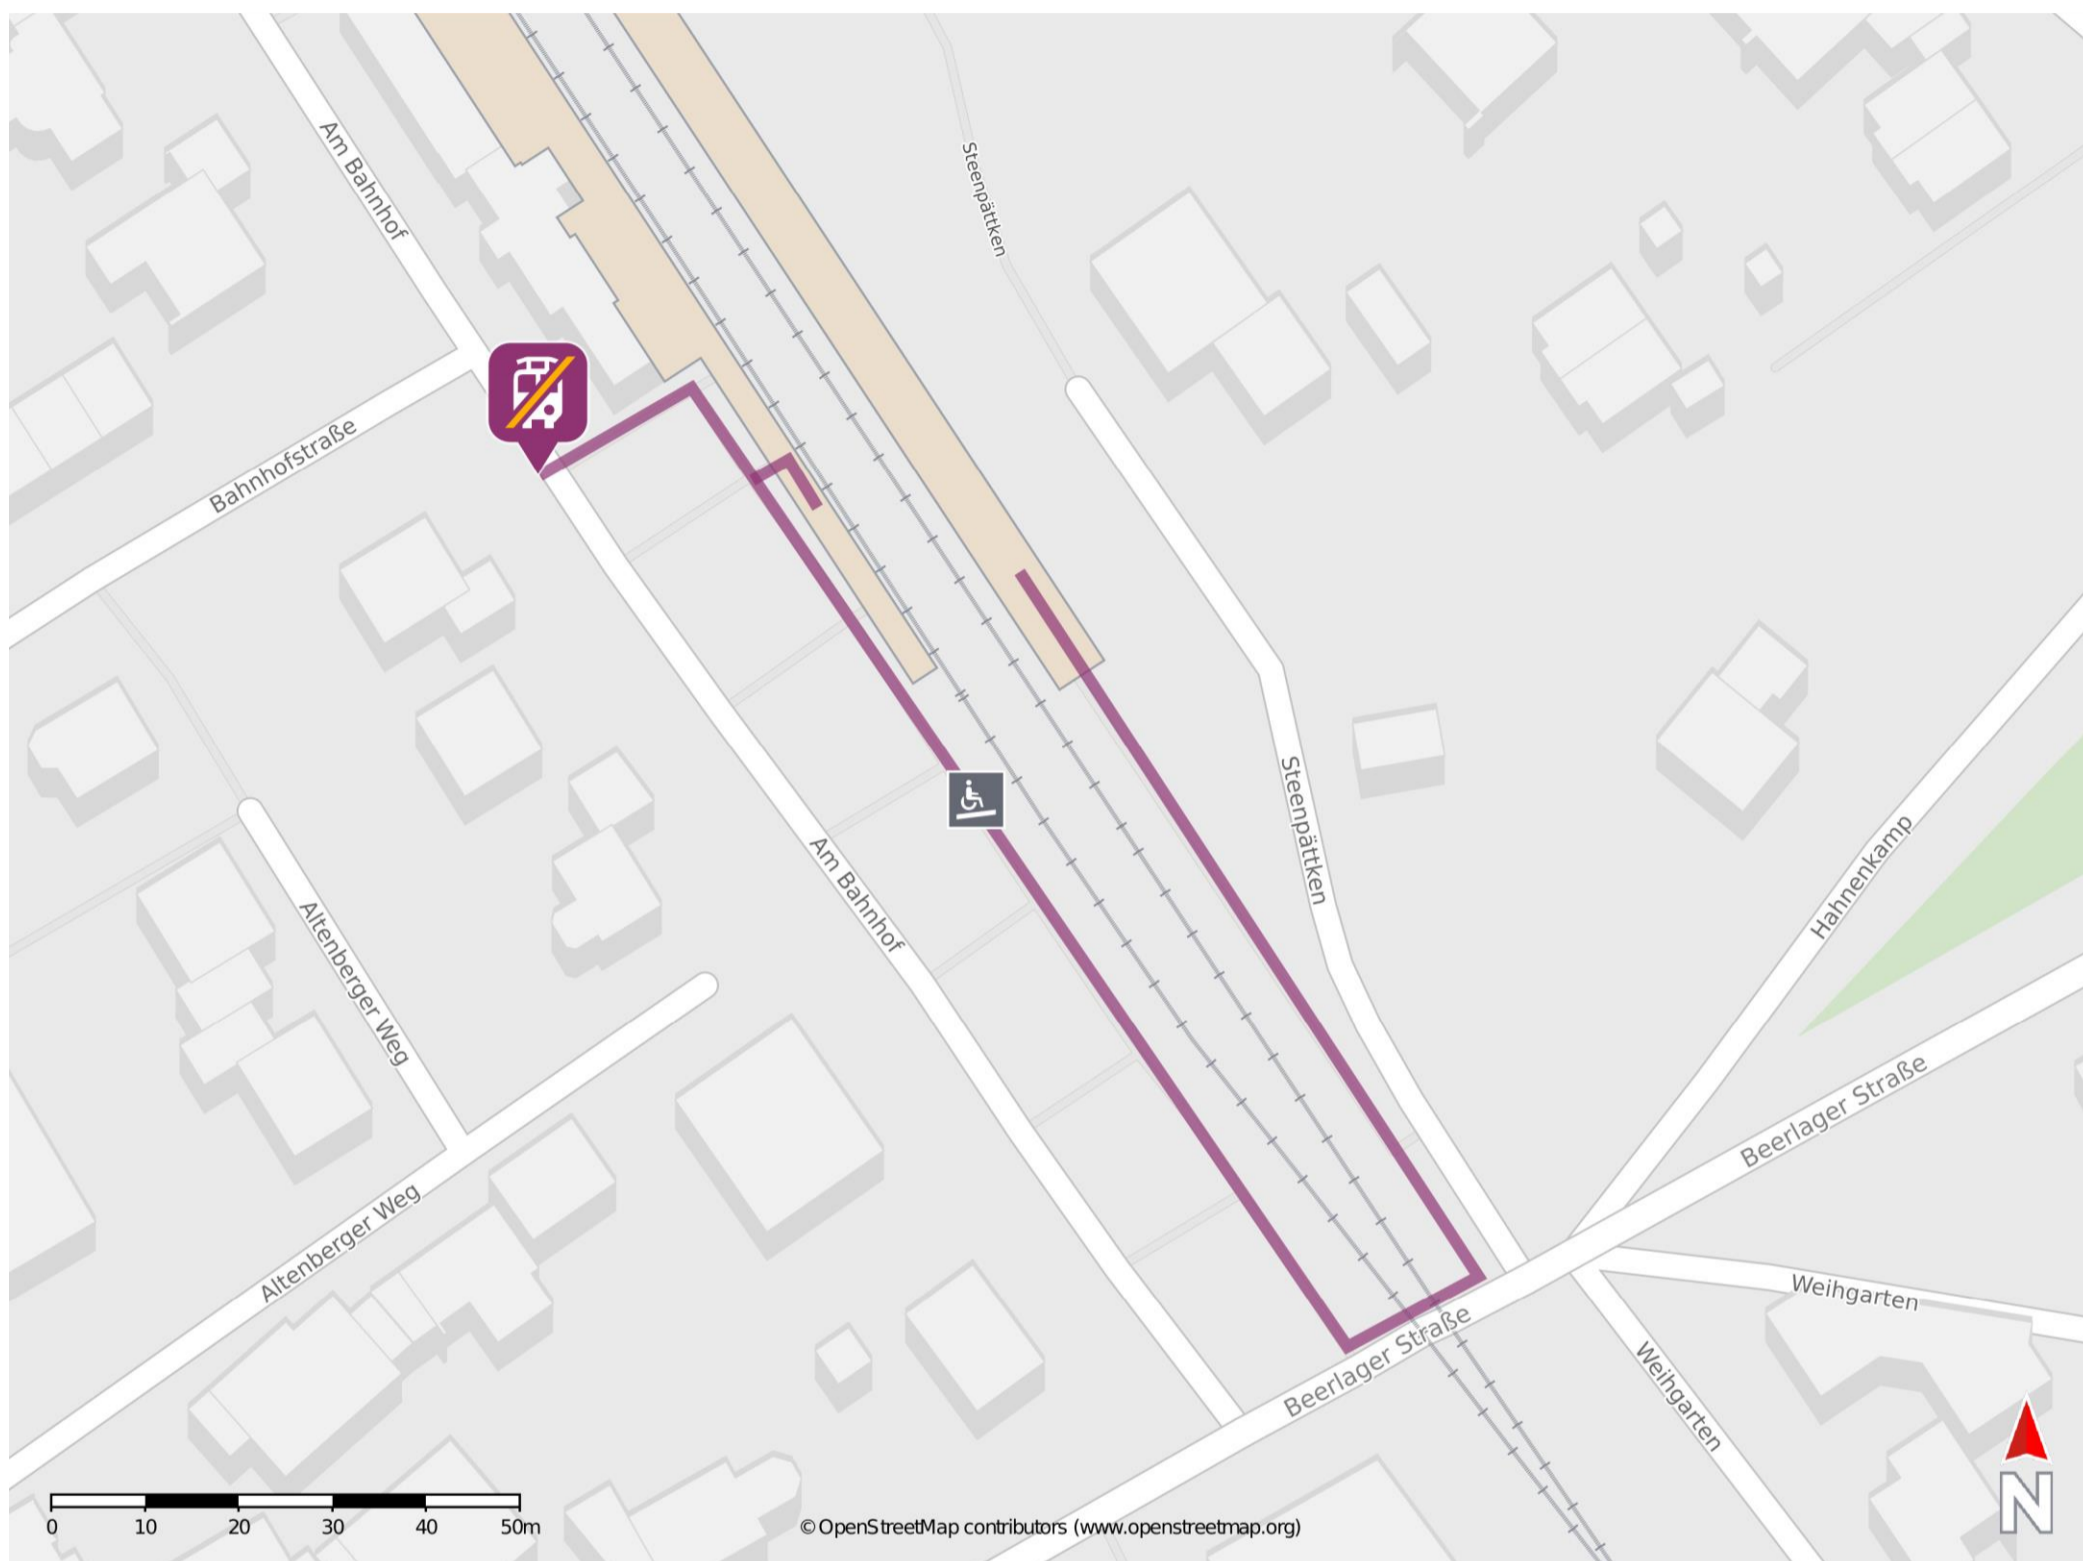 Am Bahnhof
Steenpättken
Bahnhofstraße
Steenpättken
Am Bahnhof
Hahnenkamp
Altenberger Weg
Beerlager Straße
Altenberger Weg
Weihgarten
Beerlager Straße
Weihgarten
N
0 10 20 30 40 50m
© OpenStreetMap contributors (www.openstreetmap.org)